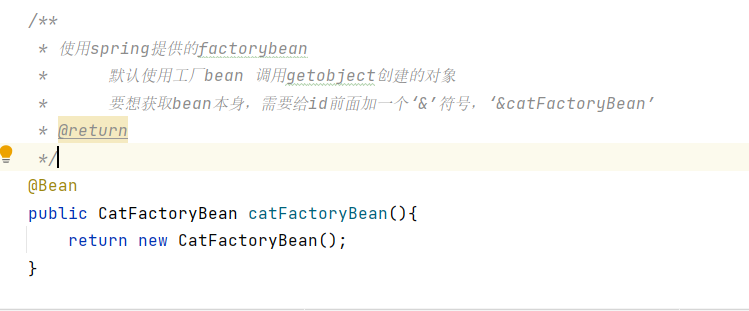 /**
* 使用spring提供的factorybean
*      默认使用工厂bean 调用getobject创建的对象
*      要想获取bean本身，需要给id前面加一个‘&’符号，‘&catFactoryBean’
* @return
*/
@Bean
public CatFactoryBean catFactoryBean(){
    return new CatFactoryBean();
}